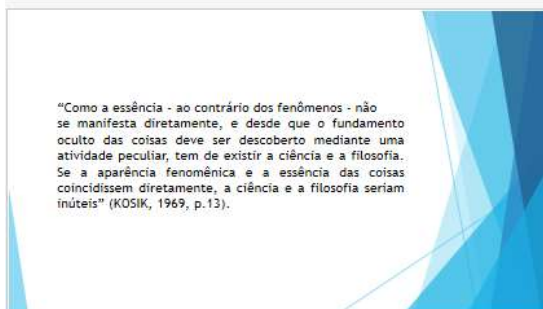 “Como a essência - ao contrário dos fenômenos - não
se manifesta diretamente, e desde que o fundamento
oculto das coisas deve ser descoberto mediante uma
atividade peculiar, tem de existir a ciência e a filosofia.
Se a aparência fenomênica e a essência das coisas
coincidissem diretamente, a ciência e a filosofia seriam
inúteis” (KOSIK, 1969, p.13).